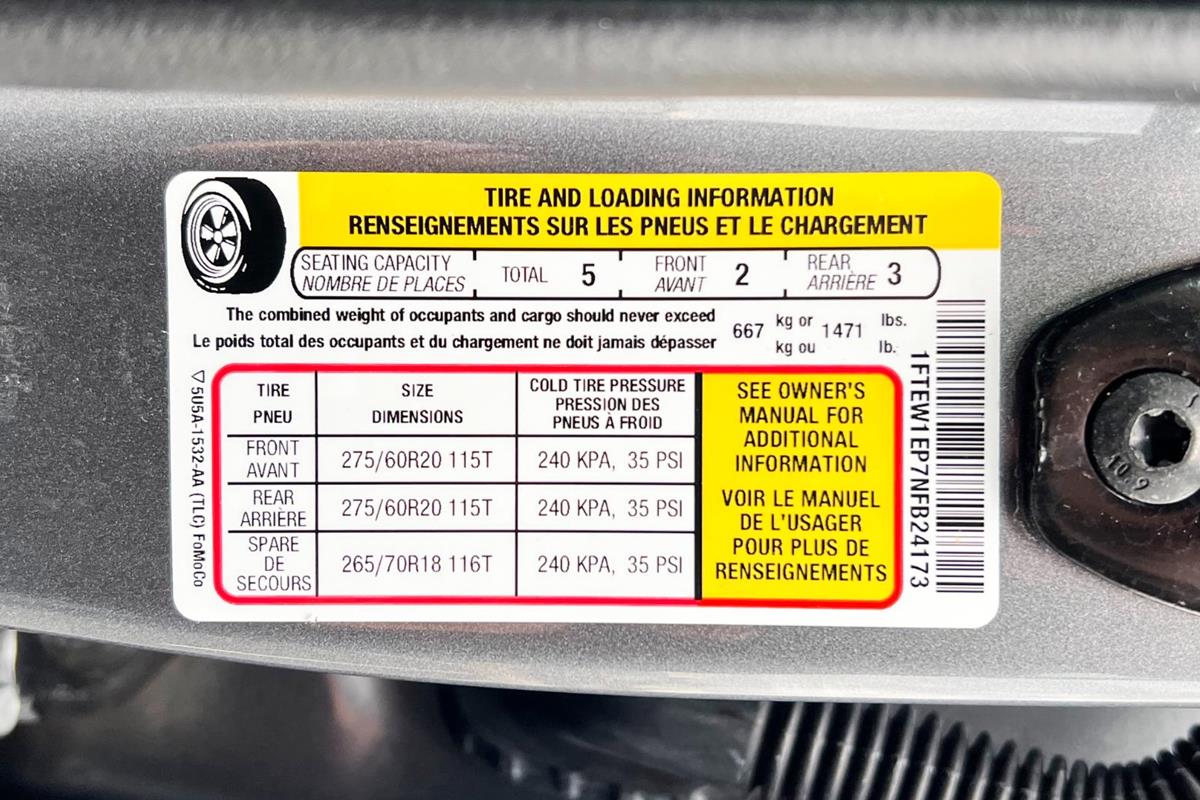 TIRE AND LOADING INFORMATION
RENSEIGNEMENTS SUR LES PNEUS ET LE CHARGEMENT
SEATING CAPACITY
NOMBRE DE PLACES
TOTAL 5
FRONT
AVANT
2
REAR
ARRIÈRE
3
The combined weight of occupants and cargo should never exceed
Le poids total des occupants et du chargement ne doit jamais dépasser
667
kg or
kg ou
1471
lbs.
lb.
TIRE
PNEU
SIZE
DIMENSIONS
COLD TIRE PRESSURE
PRESSION DES
PNEUS À FROID
FRONT
AVANT
275/60R20 115T
240 KPA, 35 PSI
REAR
ARRIÈRE
275/60R20 115T
240 KPA, 35 PSI
SPARE
DE
SECOURS
265/70R18 116T
240 KPA, 35 PSI
SEE OWNER'S
MANUAL FOR
ADDITIONAL
INFORMATION
VOIR LE MANUEL
DE L'USAGER
POUR PLUS DE
RENSEIGNEMENTS
5U5A-1532-AA (TLC) FoMoCo
1FTEW1EP7NFB24173
10.9